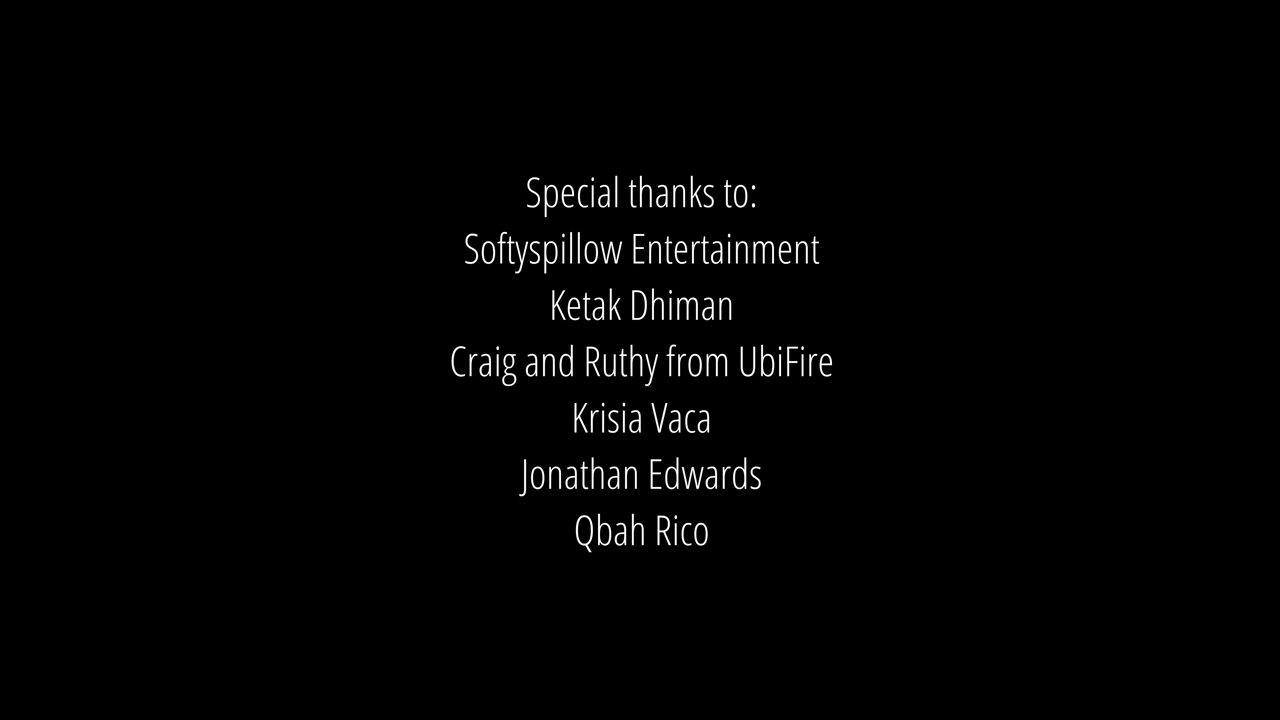 Special thanks to:
Softyspillow Entertainment
Ketak Dhiman
Craig and Ruthy from UbiFire
Krisia Vaca
Jonathan Edwards
Qbah Rico